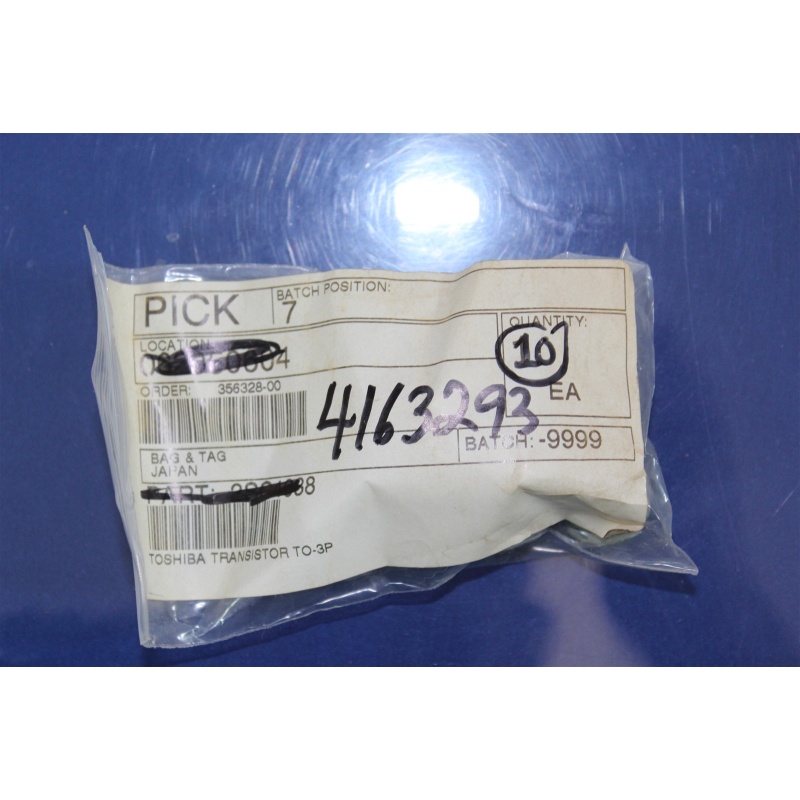 PICK
BATCH POSITION:
7
LOCATION
QUANTITY:
10
EA
ORDER: 356328-00
4163293
BAG & TAG
JAPAN
BATCH: -9999
PART:
TOSHIBA TRANSISTOR TO-3P